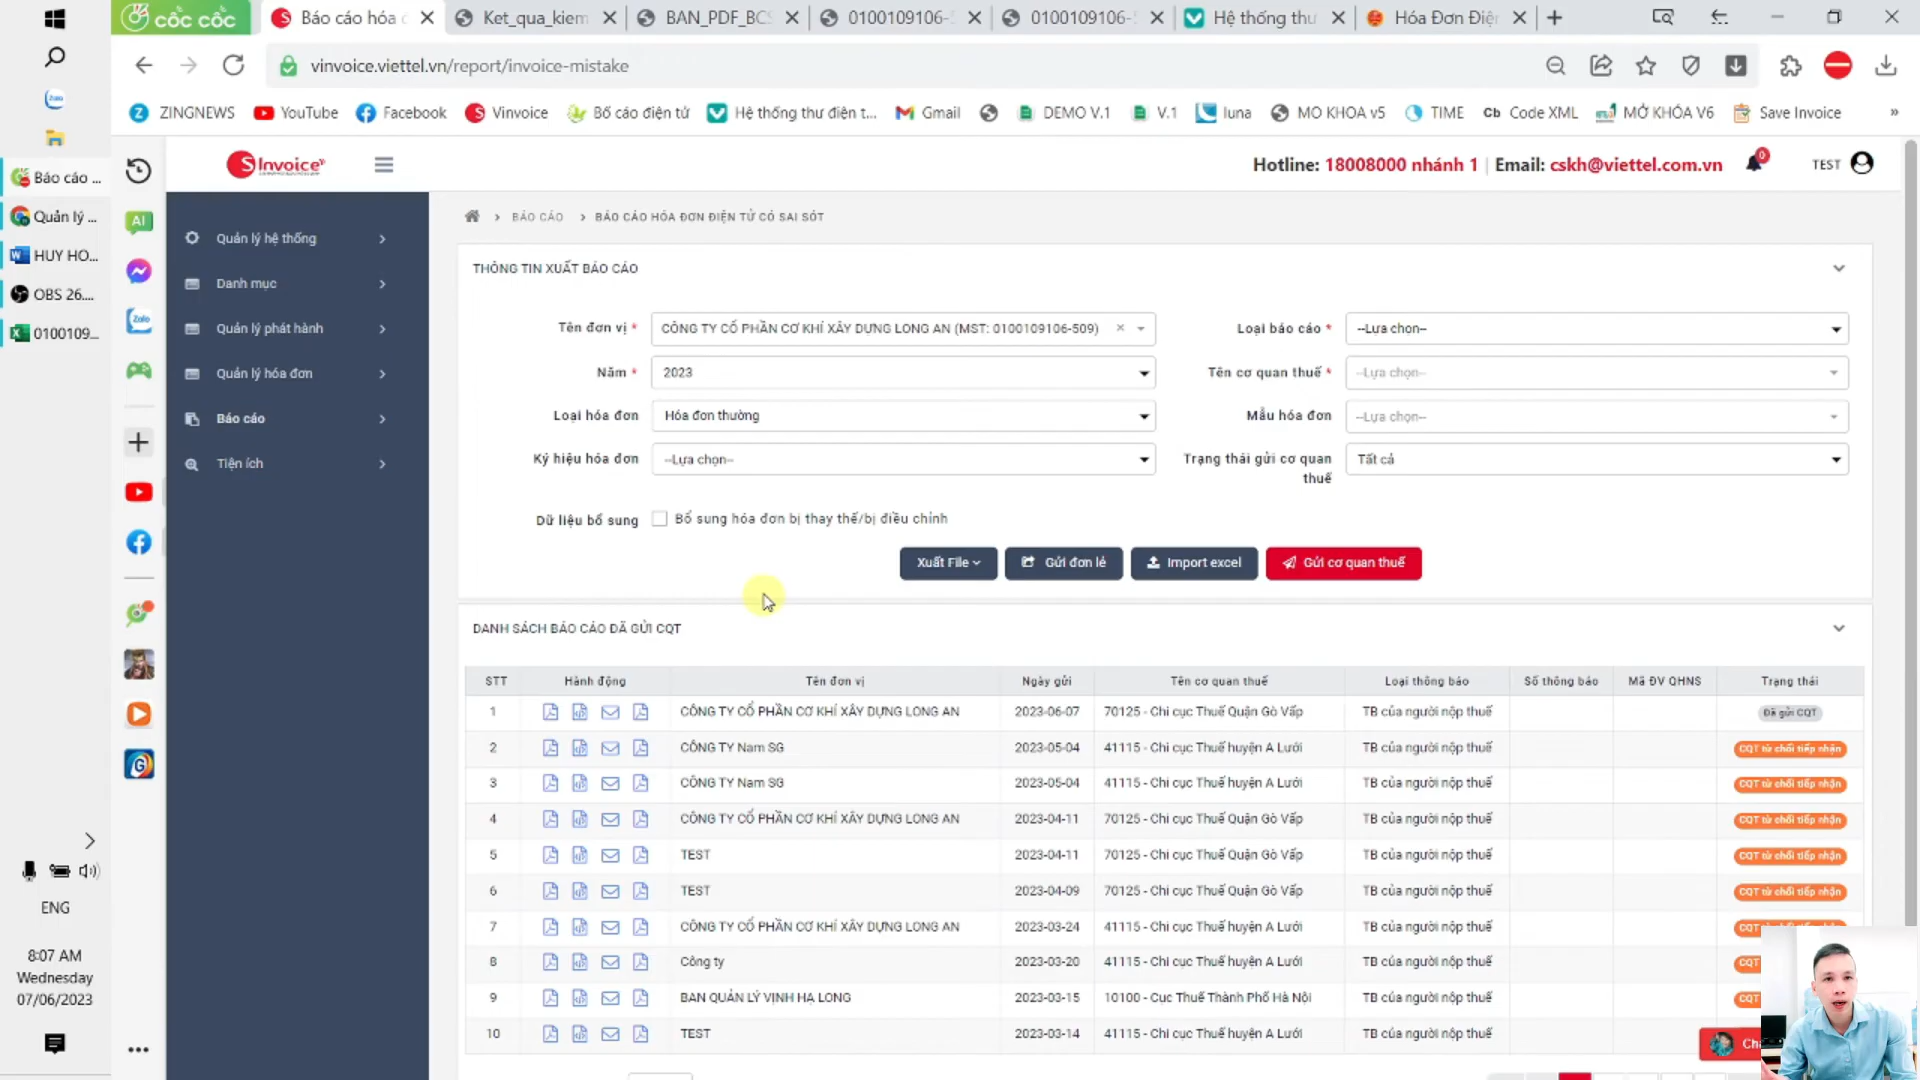 cốc cốc
Báo cáo hóa đ
Ket_qua_kiem
BAN_PDF_BCS
0100109106-5
0100109106-5
Hệ thống thư
Hóa Đơn Điện
vinvoice.viettel.vn/report/invoice-mistake
ZINGNEWS
YouTube
Facebook
Vinvoice
Bố cáo điện tử
Hệ thống thư điện t...
Gmail
DEMO V.1
V.1
luna
MO KHOA v5
TIME
Cb Code XML
MỞ KHÓA V6
Save Invoice
»
Báo cáo ...
Quản lý ...
HUY HO...
OBS 26....
0100109...
AI
Zalo
SInvoice
Hotline: 18008000 nhánh 1 | Email: cskh@viettel.com.vn
0
TEST
Quản lý hệ thống
Danh mục
Quản lý phát hành
Quản lý hóa đơn
Báo cáo
Tiện ích
BÁO CÁO > BÁO CÁO HÓA ĐƠN ĐIỆN TỬ CÓ SAI SÓT
THÔNG TIN XUẤT BÁO CÁO
Tên đơn vị * CÔNG TY CỔ PHẦN CƠ KHÍ XÂY DỰNG LONG AN (MST: 0100109106-509) ×
Loại báo cáo * --Lựa chọn--
Năm * 2023
Tên cơ quan thuế * --Lựa chọn--
Loại hóa đơn Hóa đơn thường
Mẫu hóa đơn --Lựa chọn--
Ký hiệu hóa đơn --Lựa chọn--
Trạng thái gửi cơ quan thuế Tất cả
Dữ liệu bổ sung Bổ sung hóa đơn bị thay thế/bị điều chỉnh
Xuất File
Gửi đơn lẻ
Import excel
Gửi cơ quan thuế
DANH SÁCH BÁO CÁO ĐÃ GỬI CQT
STT Hành động Tên đơn vị Ngày gửi Tên cơ quan thuế Loại thông báo Số thông báo Mã ĐV QHNS Trạng thái
1 CÔNG TY CỔ PHẦN CƠ KHÍ XÂY DỰNG LONG AN 2023-06-07 70125 - Chi cục Thuế Quận Gò Vấp TB của người nộp thuế Đã gửi CQT
2 CÔNG TY Nam SG 2023-05-04 41115 - Chi cục Thuế huyện A Lưới TB của người nộp thuế CQT từ chối tiếp nhận
3 CÔNG TY Nam SG 2023-05-04 41115 - Chi cục Thuế huyện A Lưới TB của người nộp thuế CQT từ chối tiếp nhận
4 CÔNG TY CỔ PHẦN CƠ KHÍ XÂY DỰNG LONG AN 2023-04-11 70125 - Chi cục Thuế Quận Gò Vấp TB của người nộp thuế CQT từ chối tiếp nhận
5 TEST 2023-04-11 70125 - Chi cục Thuế Quận Gò Vấp TB của người nộp thuế CQT từ chối tiếp nhận
6 TEST 2023-04-09 70125 - Chi cục Thuế Quận Gò Vấp TB của người nộp thuế CQT từ chối tiếp nhận
7 CÔNG TY CỔ PHẦN CƠ KHÍ XÂY DỰNG LONG AN 2023-03-24 41115 - Chi cục Thuế huyện A Lưới TB của người nộp thuế CQT từ chối tiếp nhận
8 Công ty 2023-03-20 41115 - Chi cục Thuế huyện A Lưới TB của người nộp thuế CQT
9 BAN QUẢN LÝ VỊNH HẠ LONG 2023-03-15 10100 - Cục Thuế Thành Phố Hà Nội TB của người nộp thuế CQT
10 TEST 2023-03-14 41115 - Chi cục Thuế huyện A Lưới TB của người nộp thuế
ENG
8:07 AM
Wednesday
07/06/2023